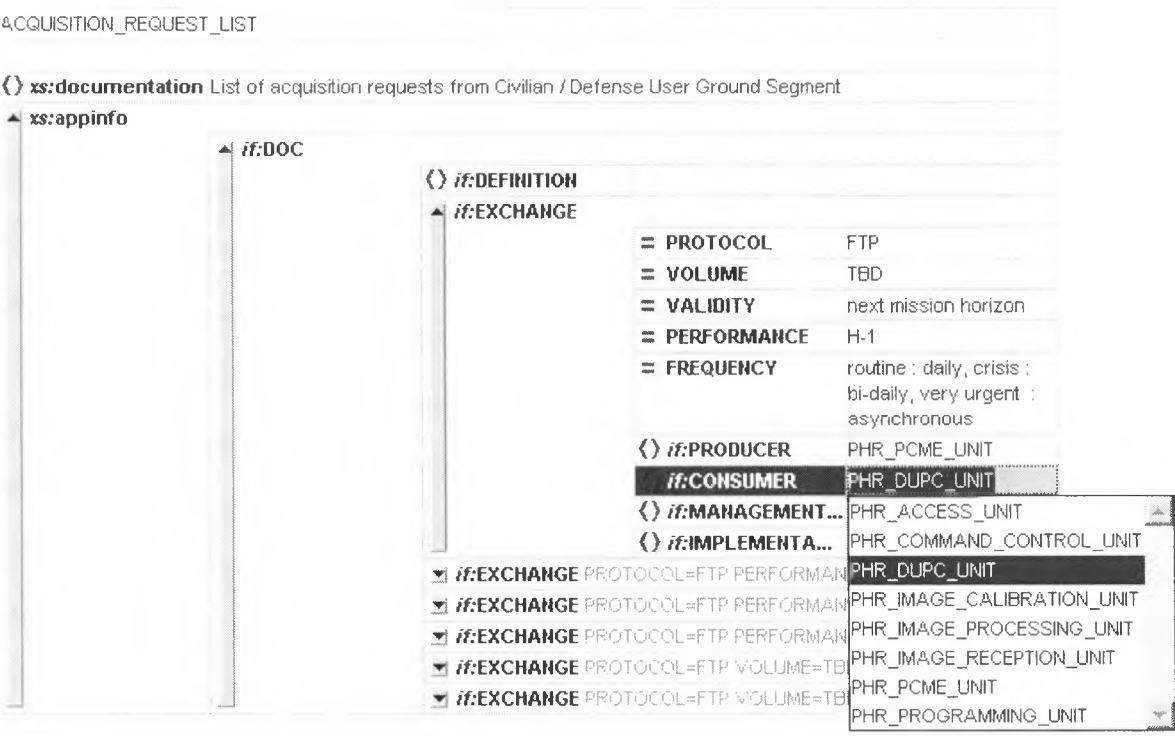 ACQUISITION_REQUEST_LIST
xs:documentation List of acquisition requests from Civilian / Defense User Ground Segment
xs:appinfo
if:DOC
if:DEFINITION
if:EXCHANGE
= PROTOCOL FTP
= VOLUME TBD
= VALIDITY next mission horizon
= PERFORMANCE H-1
= FREQUENCY routine : daily, crisis :
bi-daily, very urgent :
asynchronous
if:PRODUCER PHR_PCME_UNIT
if:CONSUMER PHR_DUPC_UNIT
if:MANAGEMENT... PHR_ACCESS_UNIT
if:IMPLEMENTA... PHR_COMMAND_CONTROL_UNIT
if:EXCHANGE PROTOCOL=FTP PERFORMAN PHR_DUPC_UNIT
if:EXCHANGE PROTOCOL=FTP PERFORMAN PHR_IMAGE_CALIBRATION_UNIT
if:EXCHANGE PROTOCOL=FTP PERFORMAN PHR_IMAGE_PROCESSING_UNIT
if:EXCHANGE PROTOCOL=FTP VOLUME=TB PHR_IMAGE_RECEPTION_UNIT
if:EXCHANGE PROTOCOL=FTP VOLUME=TB PHR_PCME_UNIT
PHR_PROGRAMMING_UNIT